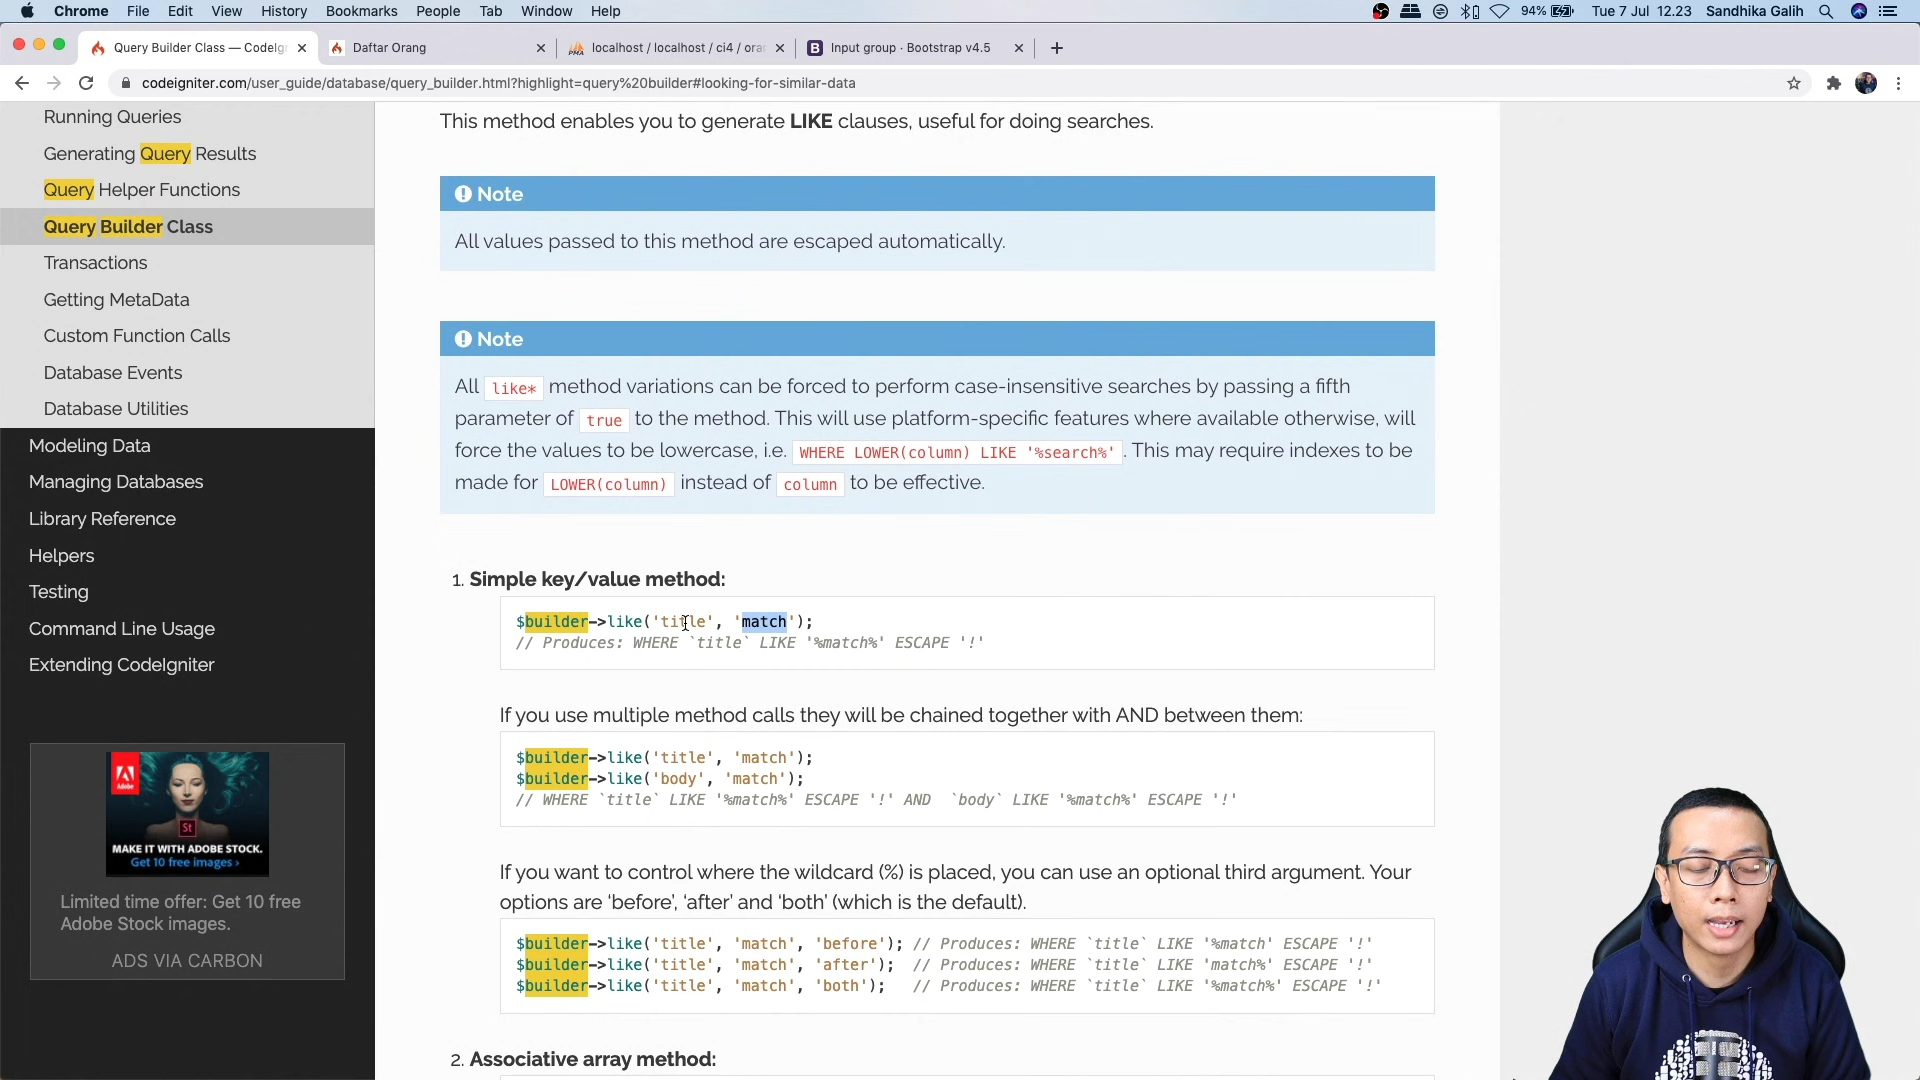 Chrome File Edit View History Bookmarks People Tab Window Help 94% Tue 7 Jul 12.23 Sandhika Galih
Query Builder Class — CodeIgn Daftar Orang localhost / localhost / ci4 / oran Input group · Bootstrap v4.5
codeigniter.com/user_guide/database/query_builder.html?highlight=query%20builder#looking-for-similar-data
Running Queries
Generating Query Results
Query Helper Functions
Query Builder Class
Transactions
Getting MetaData
Custom Function Calls
Database Events
Database Utilities
Modeling Data
Managing Databases
Library Reference
Helpers
Testing
Command Line Usage
Extending CodeIgniter
Adobe
St
MAKE IT WITH ADOBE STOCK.
Get 10 free images ›
Limited time offer: Get 10 free
Adobe Stock images.
ADS VIA CARBON
This method enables you to generate LIKE clauses, useful for doing searches.
Note
All values passed to this method are escaped automatically.
Note
All like* method variations can be forced to perform case-insensitive searches by passing a fifth
parameter of true to the method. This will use platform-specific features where available otherwise, will
force the values to be lowercase, i.e. WHERE LOWER(column) LIKE '%search%'. This may require indexes to be
made for LOWER(column) instead of column to be effective.
1. Simple key/value method:
$builder->like('title', 'match');
// Produces: WHERE `title` LIKE '%match%' ESCAPE '!'
If you use multiple method calls they will be chained together with AND between them:
$builder->like('title', 'match');
$builder->like('body', 'match');
// WHERE `title` LIKE '%match%' ESCAPE '!' AND  `body` LIKE '%match%' ESCAPE '!'
If you want to control where the wildcard (%) is placed, you can use an optional third argument. Your
options are ‘before’, ‘after’ and ‘both’ (which is the default).
$builder->like('title', 'match', 'before'); // Produces: WHERE `title` LIKE '%match' ESCAPE '!'
$builder->like('title', 'match', 'after');  // Produces: WHERE `title` LIKE 'match%' ESCAPE '!'
$builder->like('title', 'match', 'both');   // Produces: WHERE `title` LIKE '%match%' ESCAPE '!'
2. Associative array method: